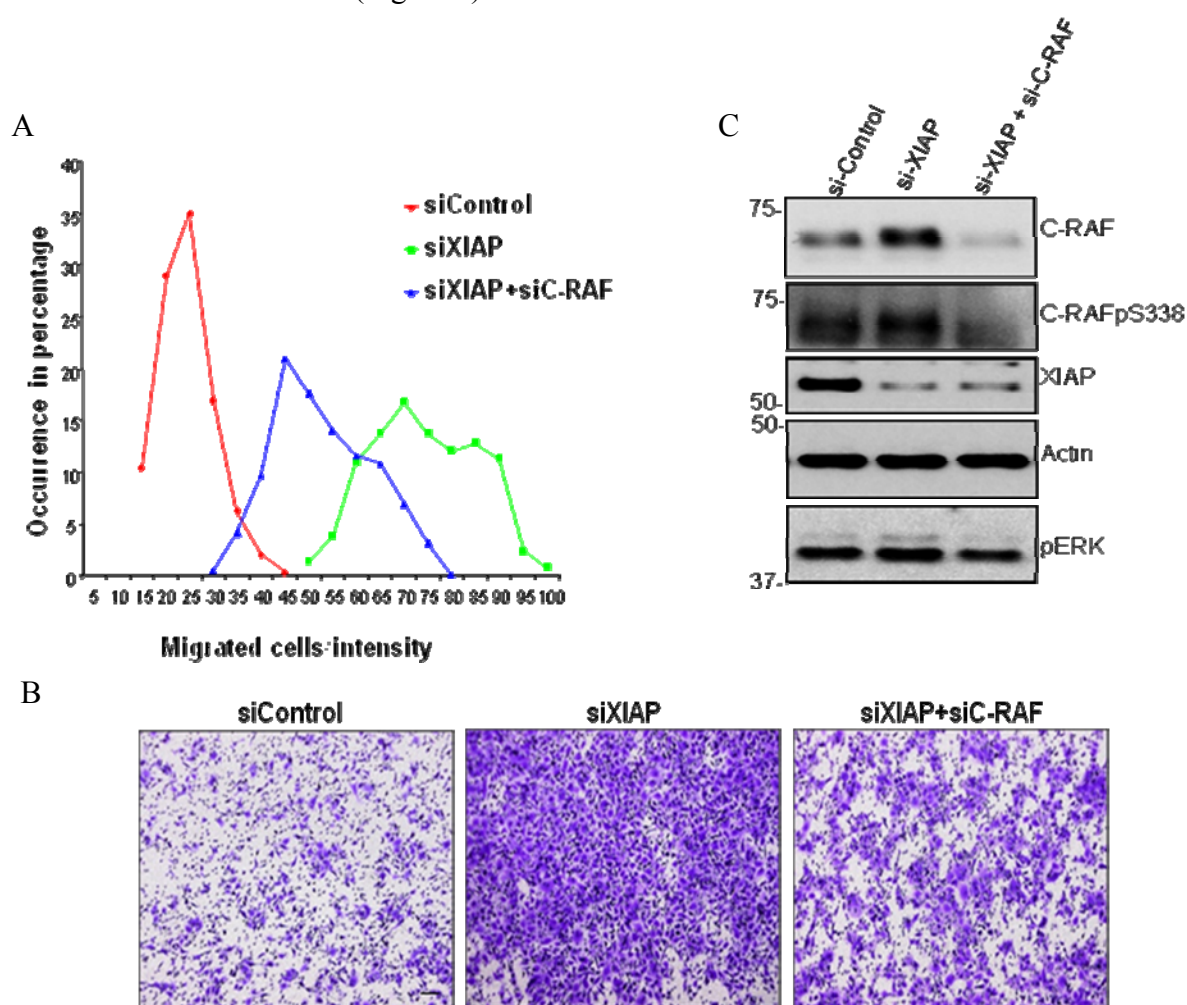 A
40
35
30
25
20
15
10
5
0
Occurrence in percentage
siControl
siXIAP
siXIAP+siC-RAF
5 10 15 20 25 30 35 40 45 50 55 60 65 70 75 80 85 90 95 100
Migrated cells intensity
C
si-Control
si-XIAP
si-XIAP + si-C-RAF
75-
C-RAF
75-
C-RAFpS338
XIAP
50-
50-
Actin
pERK
37-
B
siControl siXIAP siXIAP+siC-RAF